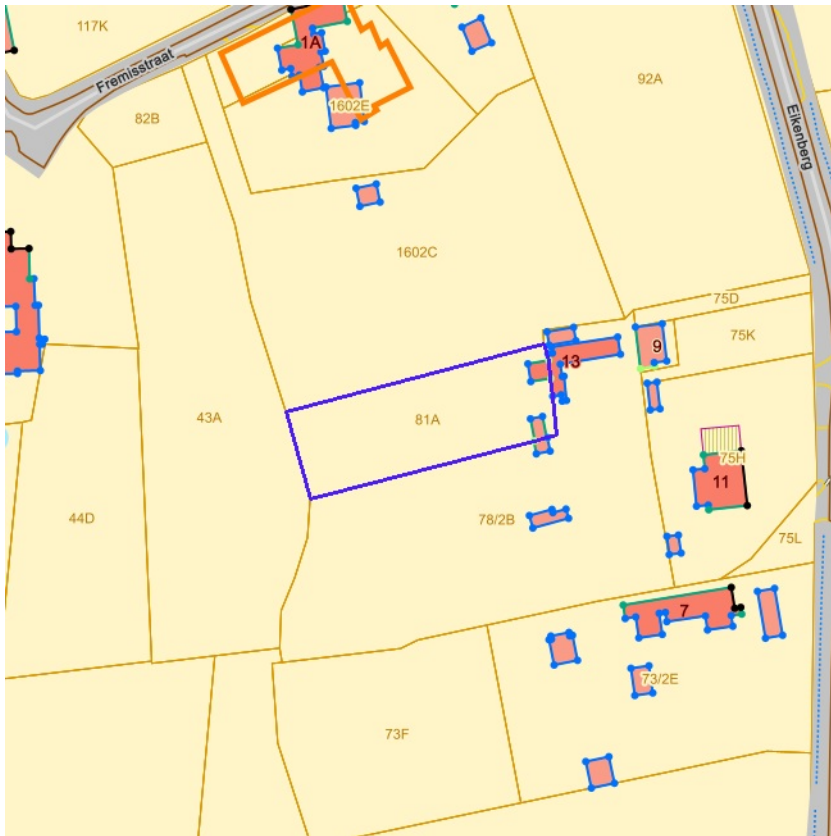 117K
1A
Fremisstraat
92A
1602E
82B
Eikenberg
1602C
75D
75K
9
13
43A
81A
75H
11
44D
78/2B
75L
7
73/2E
73F